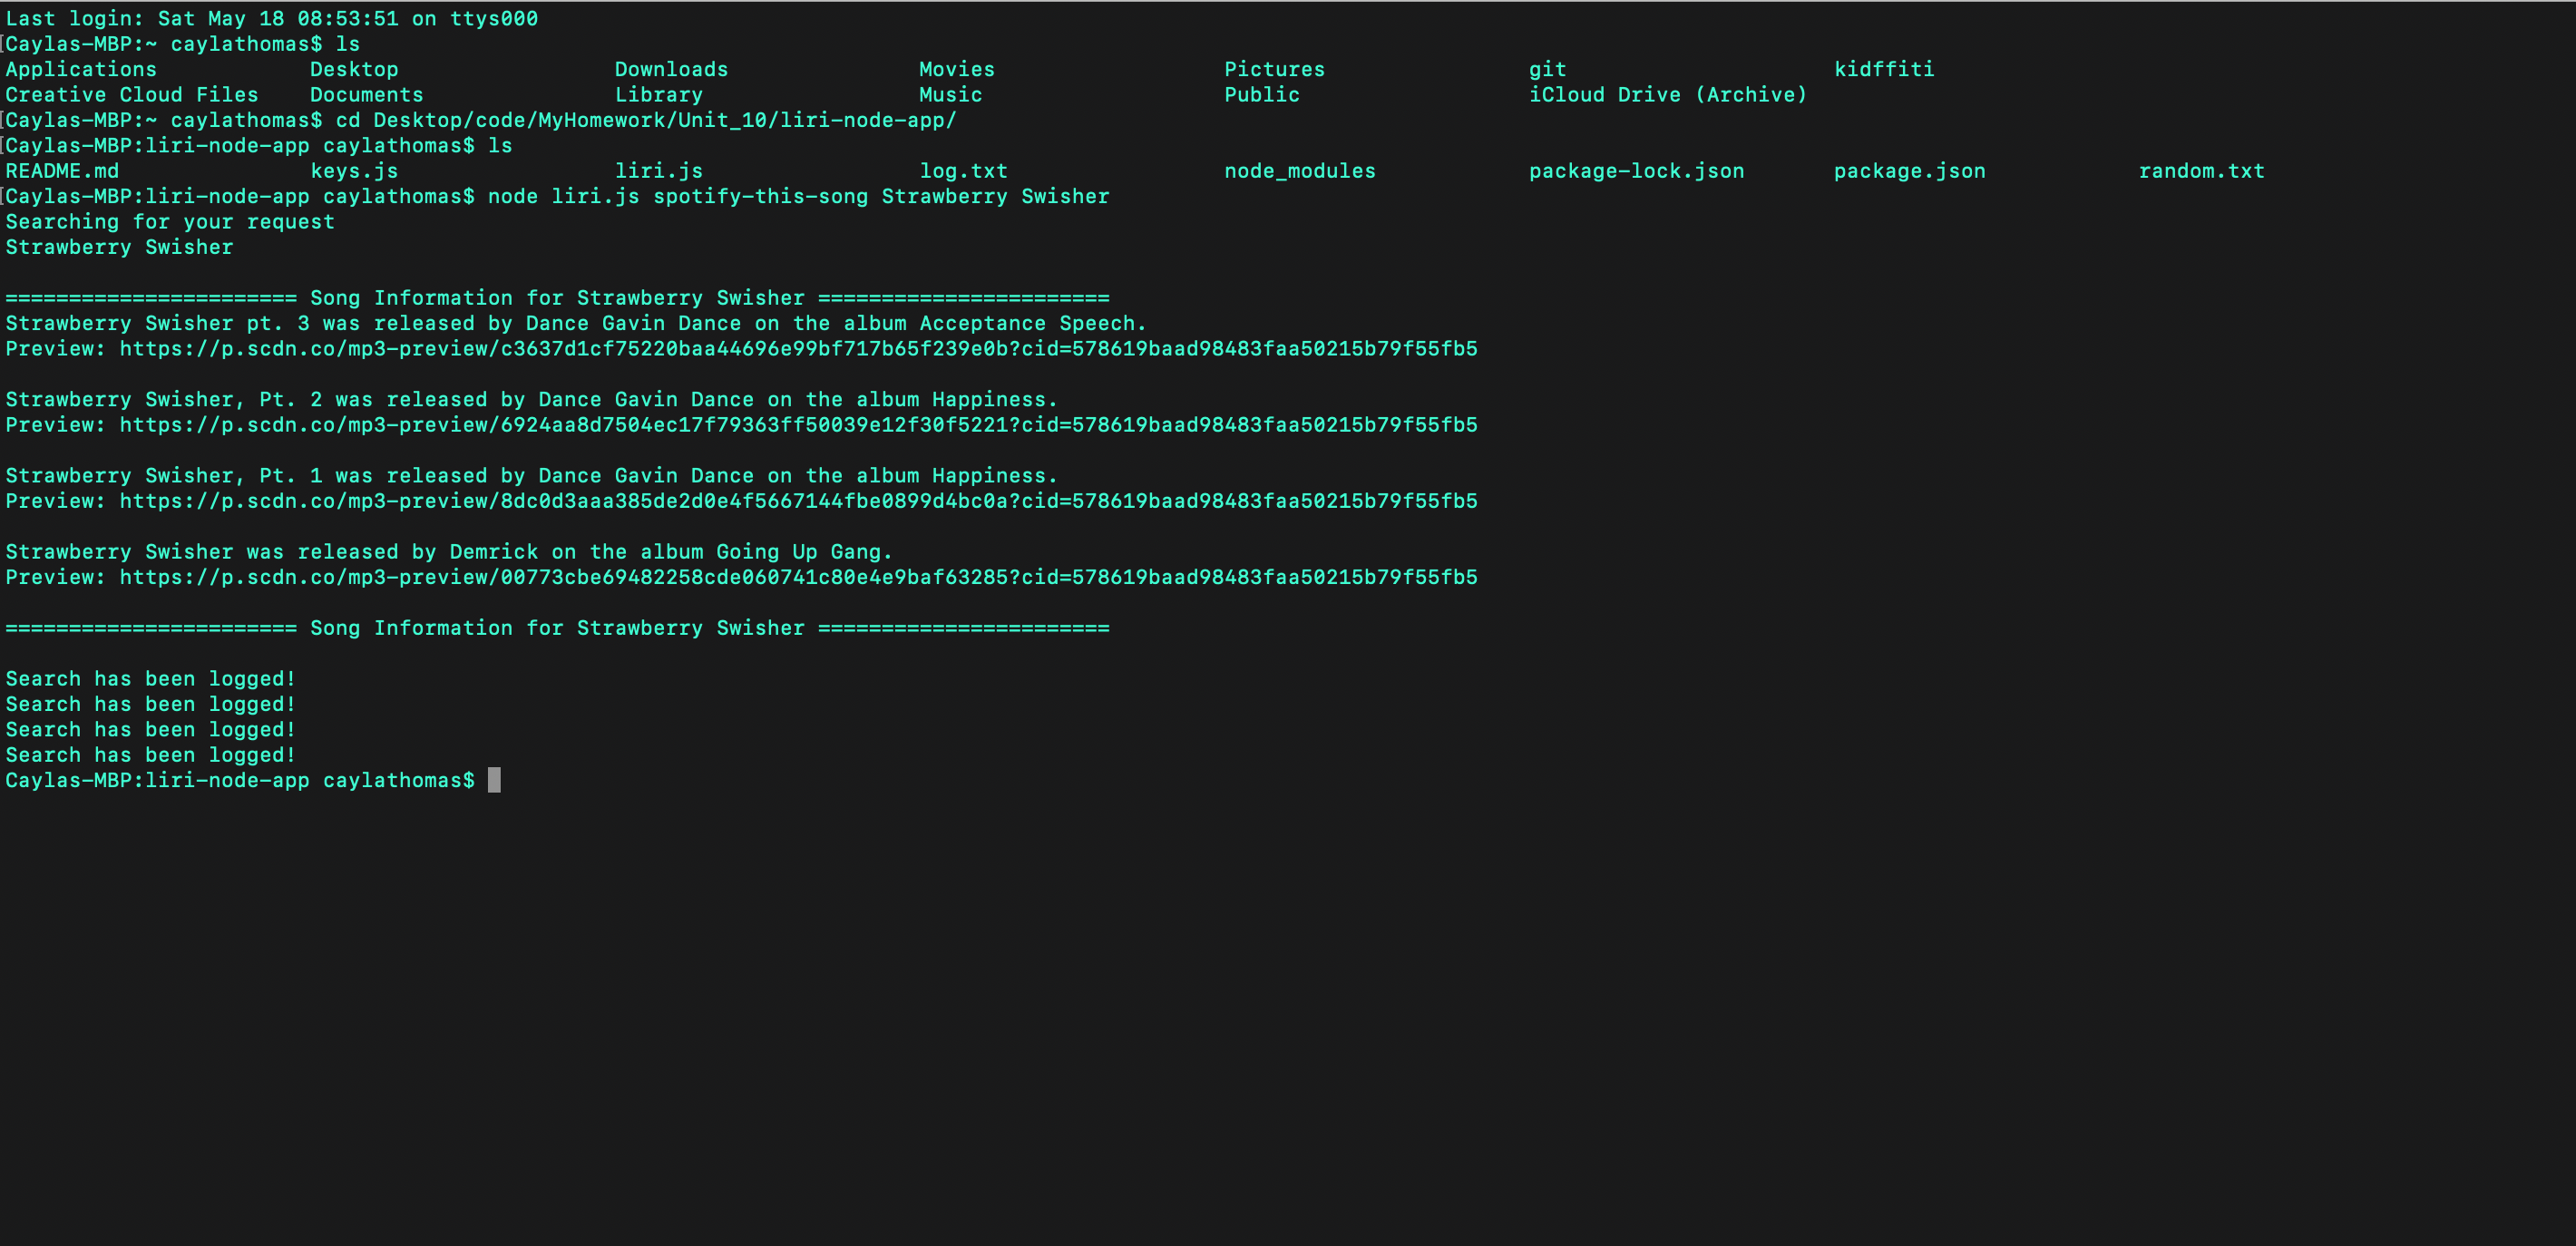 Last login: Sat May 18 08:53:51 on ttys000
[Caylas-MBP:~ caylathomas$ ls
Applications Desktop Downloads Movies Pictures git kidffiti
Creative Cloud Files Documents Library Music Public iCloud Drive (Archive)
[Caylas-MBP:~ caylathomas$ cd Desktop/code/MyHomework/Unit_10/liri-node-app/
[Caylas-MBP:liri-node-app caylathomas$ ls
README.md keys.js liri.js log.txt node_modules package-lock.json package.json random.txt
[Caylas-MBP:liri-node-app caylathomas$ node liri.js spotify-this-song Strawberry Swisher
Searching for your request
Strawberry Swisher
======================= Song Information for Strawberry Swisher =======================
Strawberry Swisher pt. 3 was released by Dance Gavin Dance on the album Acceptance Speech.
Preview: https://p.scdn.co/mp3-preview/c3637d1cf75220baa44696e99bf717b65f239e0b?cid=578619baad98483faa50215b79f55fb5
Strawberry Swisher, Pt. 2 was released by Dance Gavin Dance on the album Happiness.
Preview: https://p.scdn.co/mp3-preview/6924aa8d7504ec17f79363ff50039e12f30f5221?cid=578619baad98483faa50215b79f55fb5
Strawberry Swisher, Pt. 1 was released by Dance Gavin Dance on the album Happiness.
Preview: https://p.scdn.co/mp3-preview/8dc0d3aaa385de2d0e4f5667144fbe0899d4bc0a?cid=578619baad98483faa50215b79f55fb5
Strawberry Swisher was released by Demrick on the album Going Up Gang.
Preview: https://p.scdn.co/mp3-preview/00773cbe69482258cde060741c80e4e9baf63285?cid=578619baad98483faa50215b79f55fb5
======================= Song Information for Strawberry Swisher =======================
Search has been logged!
Search has been logged!
Search has been logged!
Search has been logged!
Caylas-MBP:liri-node-app caylathomas$